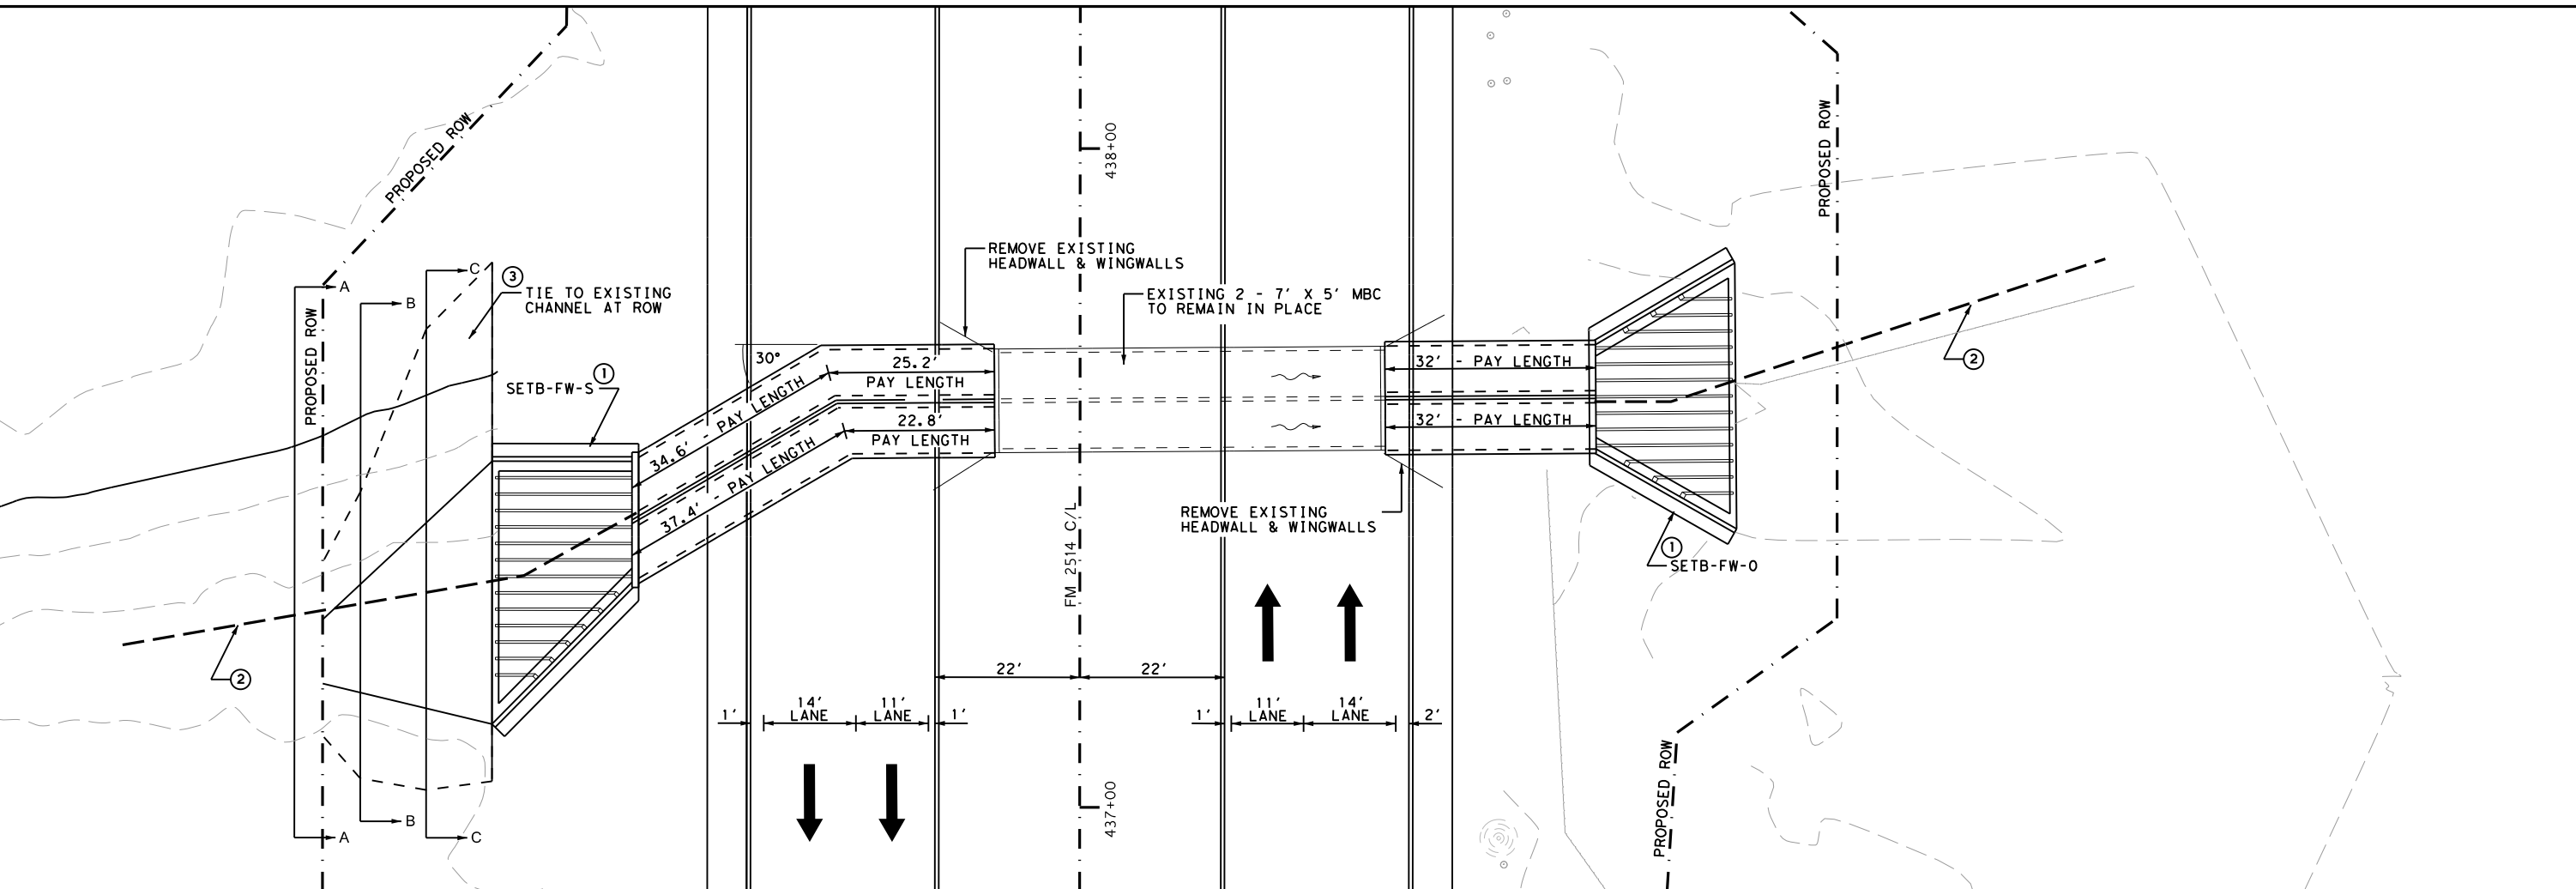 PROPOSED ROW
438+00
PROPOSED ROW
REMOVE EXISTING
HEADWALL & WINGWALLS
C
3
TIE TO EXISTING
CHANNEL AT ROW
A
B
EXISTING 2 - 7' X 5' MBC
TO REMAIN IN PLACE
PROPOSED ROW
30°
25.2'
PAY LENGTH
32' - PAY LENGTH
2
1
SETB-FW-S
34.6' - PAY LENGTH
22.8'
PAY LENGTH
32' - PAY LENGTH
37.4' - PAY LENGTH
REMOVE EXISTING
HEADWALL & WINGWALLS
FM 2514 C/L
1
SETB-FW-O
2
22'
22'
1'
14'
LANE
11'
LANE
1'
1'
11'
LANE
14'
LANE
2'
437+00
PROPOSED ROW
B
A
C